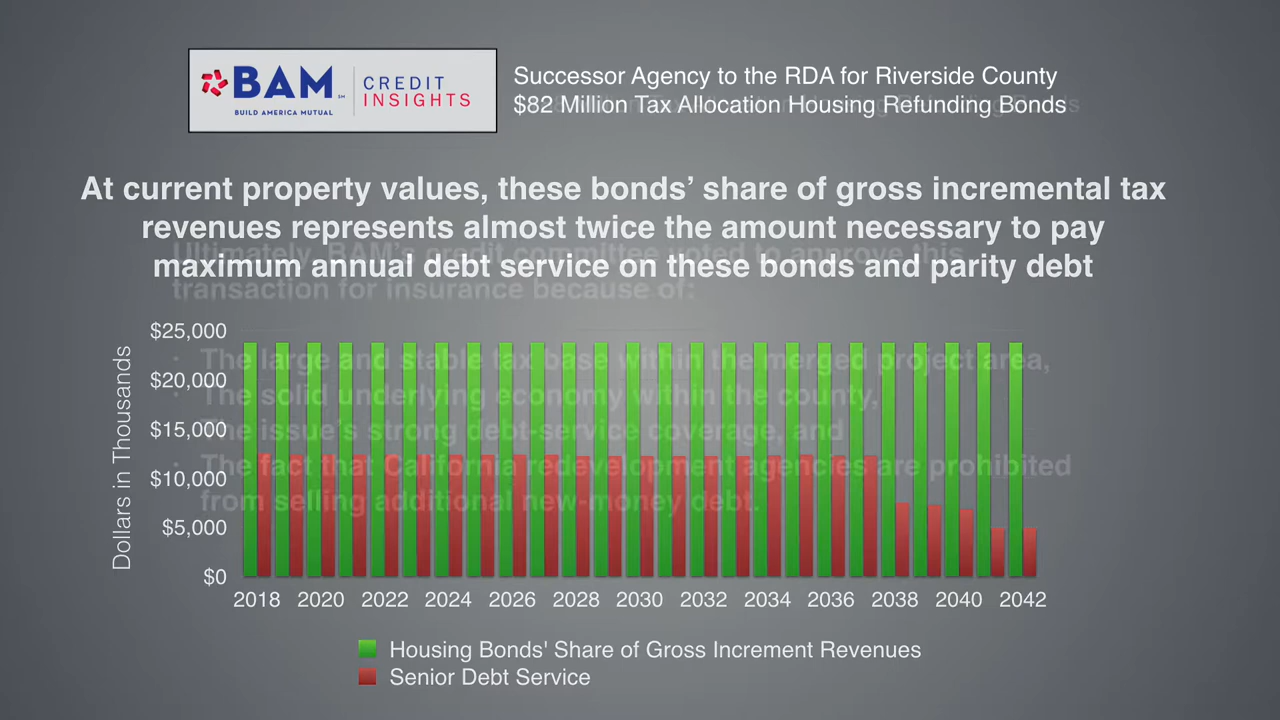 BAM
SM
BUILD AMERICA MUTUAL
CREDIT
INSIGHTS
Successor Agency to the RDA for Riverside County
$82 Million Tax Allocation Housing Refunding Bonds
At current property values, these bonds’ share of gross incremental tax
revenues represents almost twice the amount necessary to pay
maximum annual debt service on these bonds and parity debt
Ultimately, BAM’s credit committee voted to approve this
transaction for insurance because of:
• The large and stable tax base within the merged project area,
• The solid underlying economy within the county,
• The issue’s strong debt-service coverage, and
• The fact that California redevelopment agencies are prohibited
from selling additional new-money debt.
Dollars in Thousands
$25,000
$20,000
$15,000
$10,000
$5,000
$0
2018 2020 2022 2024 2026 2028 2030 2032 2034 2036 2038 2040 2042
Housing Bonds' Share of Gross Increment Revenues
Senior Debt Service